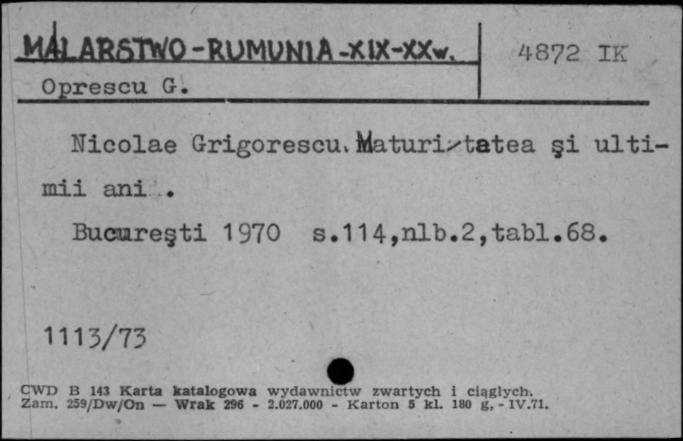 MALARSTWO-RUMUNIA-XIX-XXw. 4872 IK
Oprescu G.
Nicolae Grigorescu. Maturi-tatea şi ulti-
mii ani .
Bucureşti 1970 s.114,nlb.2,tabl.68.
1113/73
CWD B 143 Karta katalogowa wydawnictw zwartych i ciągłych.
Zam. 259/Dw/On — Wrak 296 - 2.027.000 - Karton 5 kl. 180 g, - IV.71.